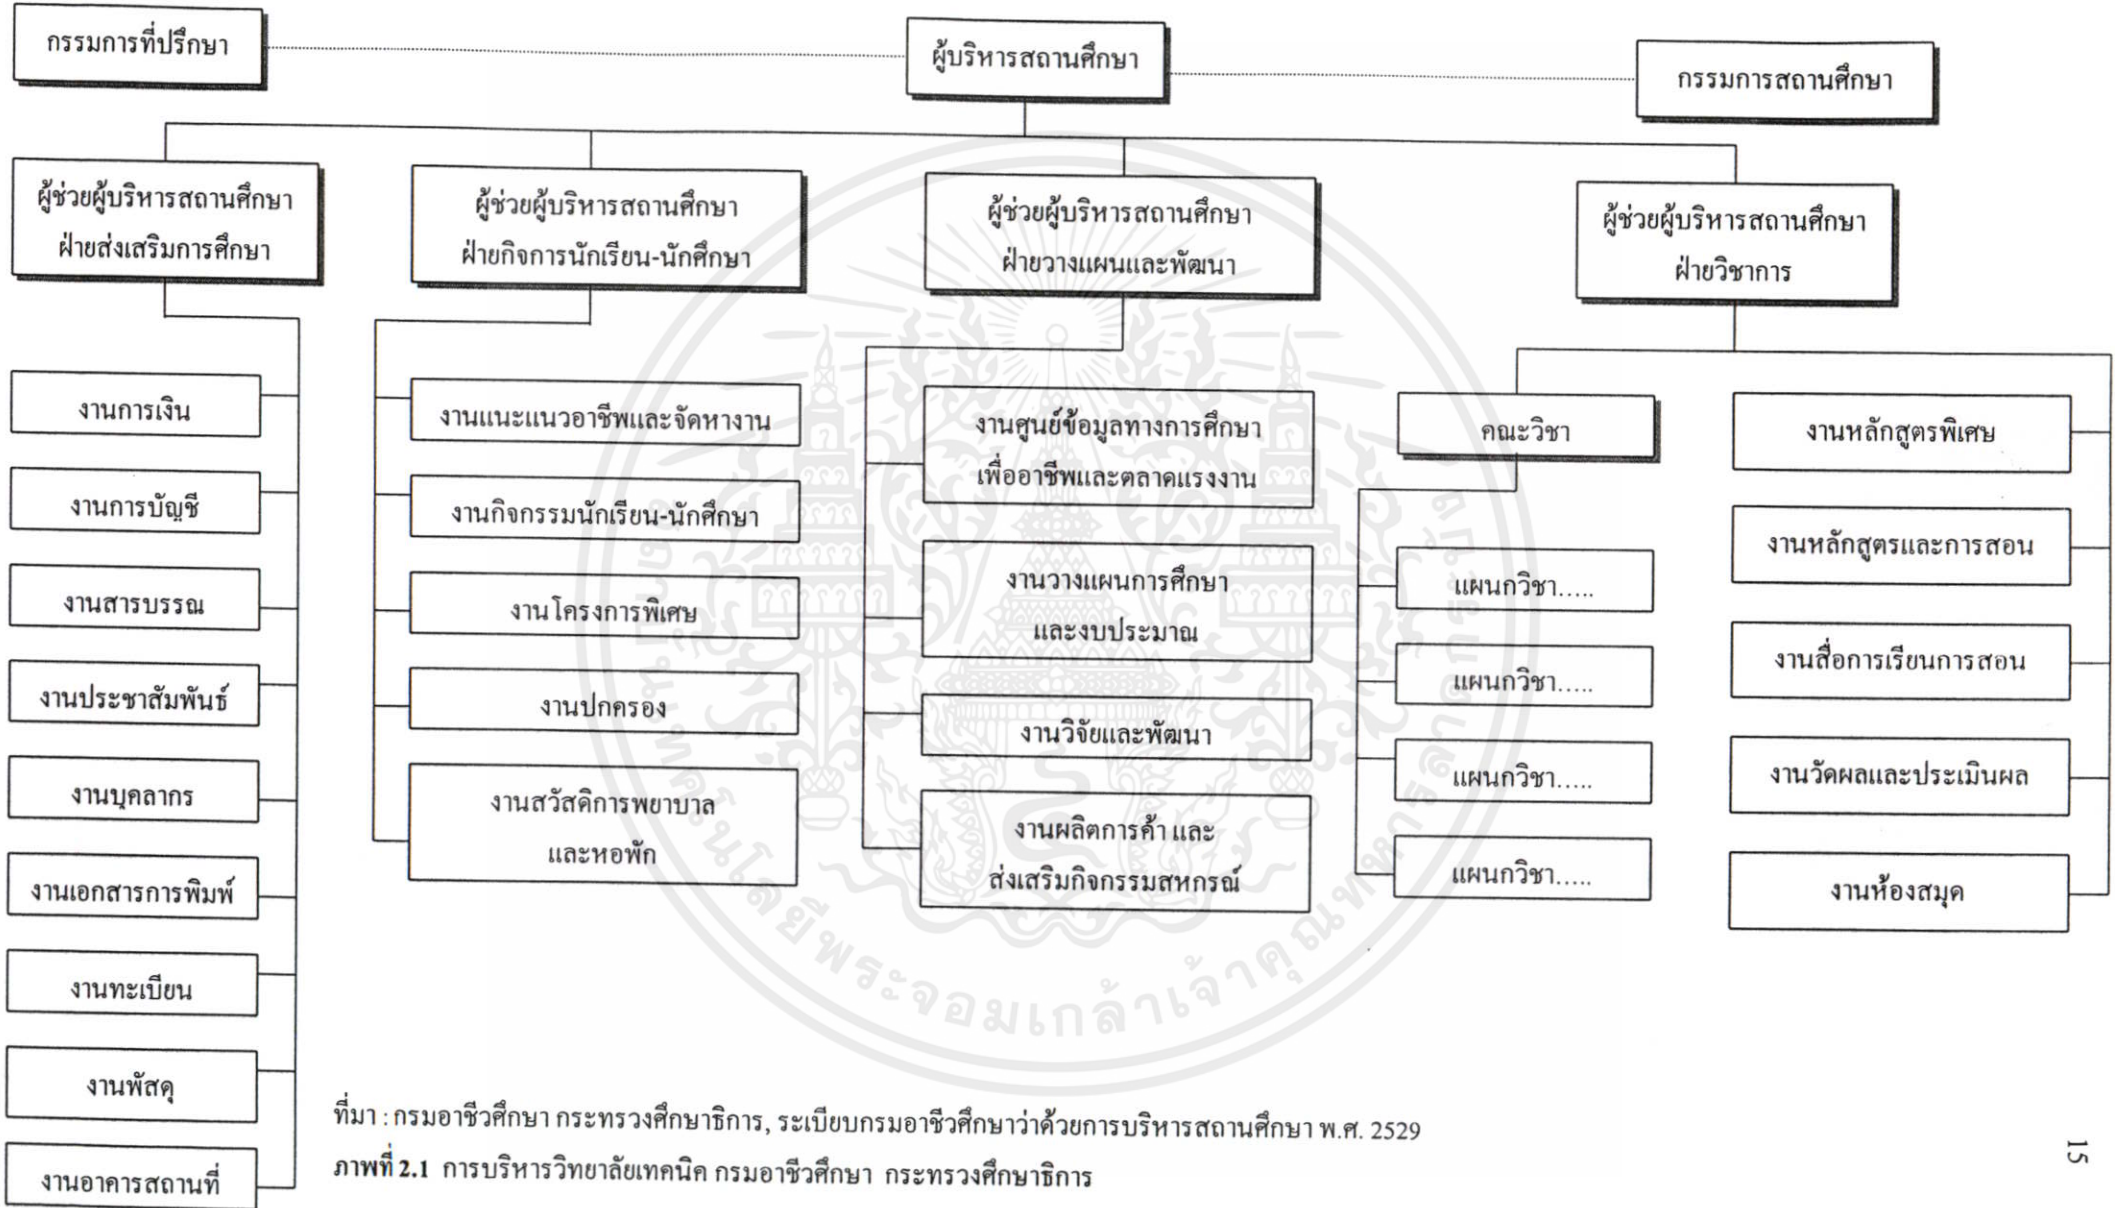 กรรมการที่ปรึกษา
ผู้บริหารสถานศึกษา
กรรมการสถานศึกษา
ผู้ช่วยผู้บริหารสถานศึกษา
ฝ่ายส่งเสริมการศึกษา
งานการเงิน
งานการบัญชี
งานสารบรรณ
งานประชาสัมพันธ์
งานบุคลากร
งานเอกสารการพิมพ์
งานทะเบียน
งานพัสดุ
งานอาคารสถานที่
ผู้ช่วยผู้บริหารสถานศึกษา
ฝ่ายกิจการนักเรียน-นักศึกษา
งานแนะแนวอาชีพและจัดหางาน
งานกิจกรรมนักเรียน-นักศึกษา
งานโครงการพิเศษ
งานปกครอง
งานสวัสดิการพยาบาล
และหอพัก
ผู้ช่วยผู้บริหารสถานศึกษา
ฝ่ายวางแผนและพัฒนา
งานศูนย์ข้อมูลทางการศึกษา
เพื่ออาชีพและตลาดแรงงาน
งานวางแผนการศึกษา
และงบประมาณ
งานวิจัยและพัฒนา
งานผลิตการค้า และ
ส่งเสริมกิจกรรมสหกรณ์
ผู้ช่วยผู้บริหารสถานศึกษา
ฝ่ายวิชาการ
คณะวิชา
แผนกวิชา.....
แผนกวิชา.....
แผนกวิชา.....
แผนกวิชา.....
งานหลักสูตรพิเศษ
งานหลักสูตรและการสอน
งานสื่อการเรียนการสอน
งานวัดผลและประเมินผล
งานห้องสมุด
ที่มา : กรมอาชีวศึกษา กระทรวงศึกษาธิการ, ระเบียบกรมอาชีวศึกษาว่าด้วยการบริหารสถานศึกษา พ.ศ. 2529
ภาพที่ 2.1 การบริหารวิทยาลัยเทคนิค กรมอาชีวศึกษา กระทรวงศึกษาธิการ
15